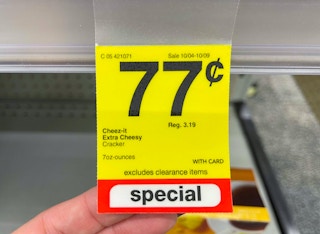 C 05 421071 Sale 10/04-10/09
77¢
Reg. 3.19
Cheez-it
Extra Cheesy
Cracker
7oz-ounces
WITH CARD
excludes clearance items
special